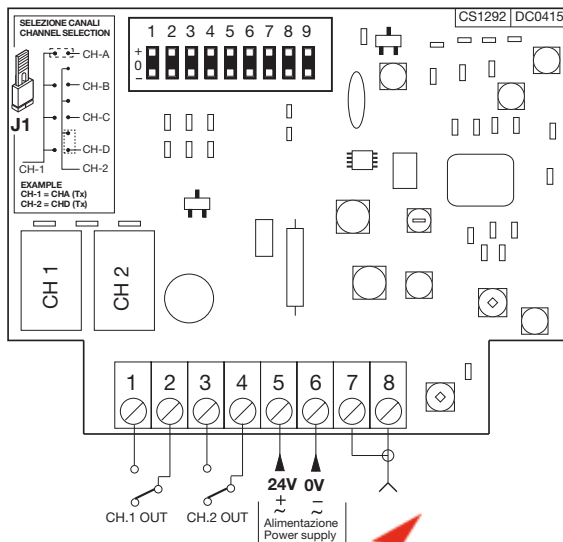 CS1292 DC0415
SELEZIONE CANALI
CHANNEL SELECTION
CH-A
CH-B
CH-C
CH-D
CH-1
CH-2
J1
EXAMPLE
CH-1 = CHA (Tx)
CH-2 = CHD (Tx)
1 2 3 4 5 6 7 8 9
+
0
–
CH 1
CH 2
1 2 3 4 5 6 7 8
24V 0V
+ –
~ ~
CH.1 OUT
CH.2 OUT
Alimentazione
Power supply